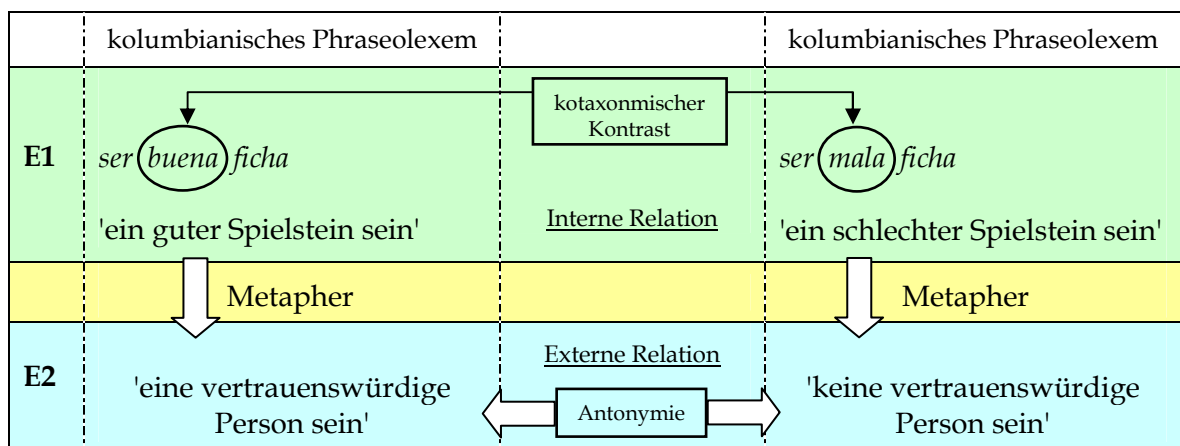 kolumbianisches Phraseolexem kolumbianisches Phraseolexem
kotaxonmischer
Kontrast
E1 ser buena ficha ser mala ficha
'ein guter Spielstein sein' Interne Relation 'ein schlechter Spielstein sein'
Metapher Metapher
Externe Relation
E2 'eine vertrauenswürdige 'keine vertrauenswürdige
Person sein' Antonymie Person sein'